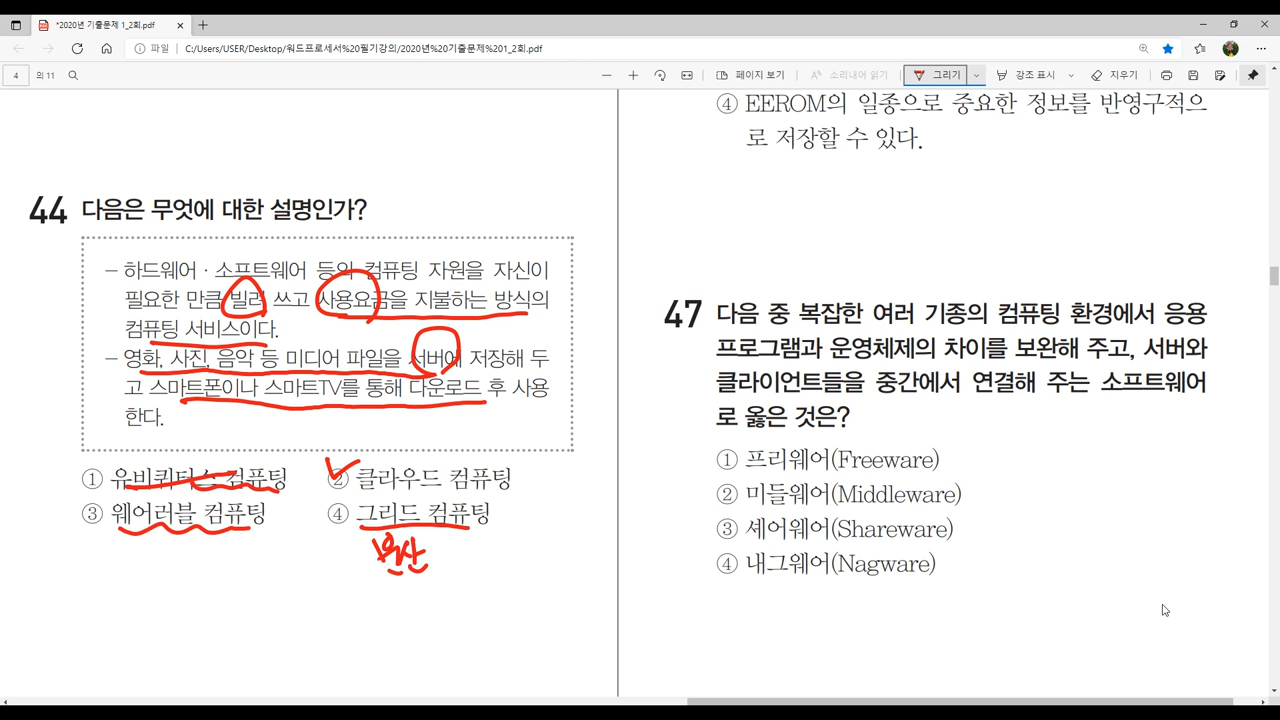 *2020년 기출문제 1_2회.pdf
파일 C:/Users/USER/Desktop/워드프로세서%20필기강의/2020년%20기출문제%201_2회.pdf
4 의 11 페이지 보기 소리내어 읽기 그리기 강조 표시 지우기
44 다음은 무엇에 대한 설명인가?
– 하드웨어 · 소프트웨어 등의 컴퓨팅 자원을 자신이
필요한 만큼 빌려 쓰고 사용요금을 지불하는 방식의
컴퓨팅 서비스이다.
– 영화, 사진, 음악 등 미디어 파일을 서버에 저장해 두
고 스마트폰이나 스마트TV를 통해 다운로드 후 사용
한다.
① 유비쿼터스 컴퓨팅 ② 클라우드 컴퓨팅
③ 웨어러블 컴퓨팅 ④ 그리드 컴퓨팅
④ EEROM의 일종으로 중요한 정보를 반영구적으
로 저장할 수 있다.
47 다음 중 복잡한 여러 기종의 컴퓨팅 환경에서 응용
프로그램과 운영체제의 차이를 보완해 주고, 서버와
클라이언트들을 중간에서 연결해 주는 소프트웨어
로 옳은 것은?
① 프리웨어(Freeware)
② 미들웨어(Middleware)
③ 셰어웨어(Shareware)
④ 내그웨어(Nagware)